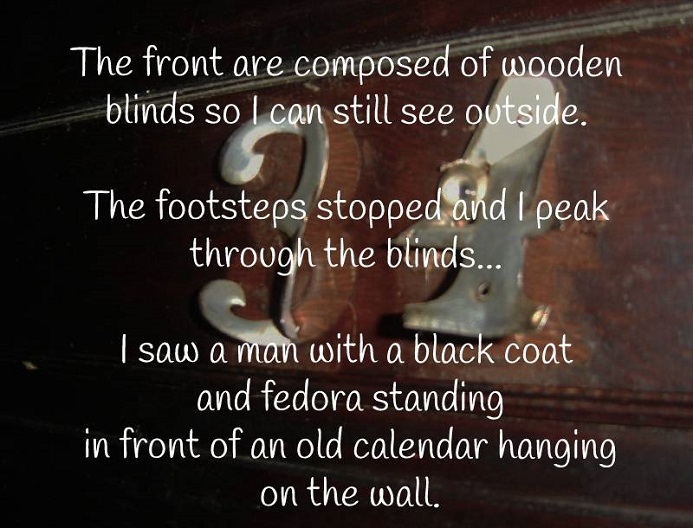 The front are composed of wooden
blinds so I can still see outside.
The footsteps stopped and I peak
through the blinds...
I saw a man with a black coat
and fedora standing
in front of an old calendar hanging
on the wall.
34